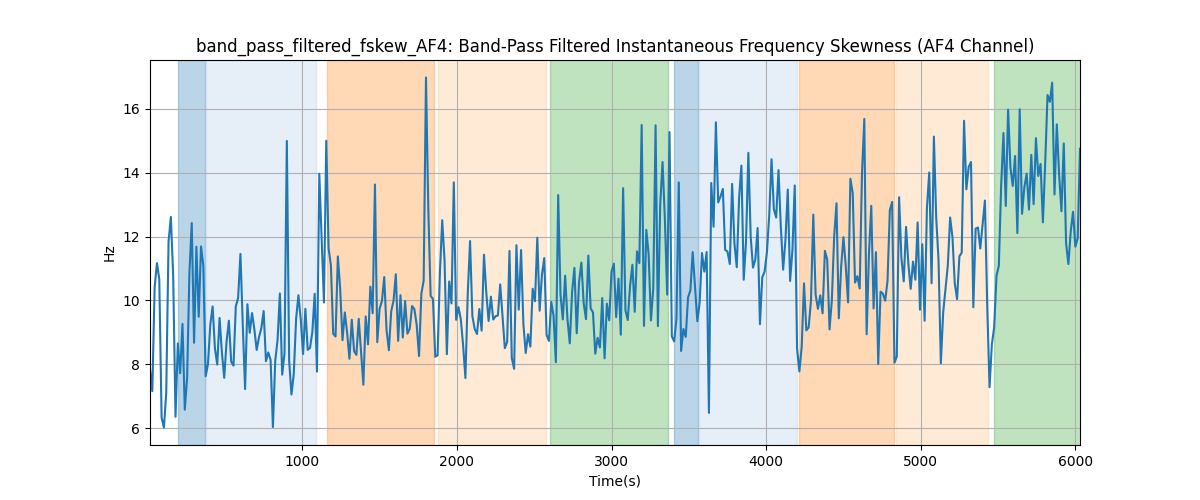 band_pass_filtered_fskew_AF4: Band-Pass Filtered Instantaneous Frequency Skewness (AF4 Channel)
16
14
12
10
8
6
Hz
1000 2000 3000 4000 5000 6000
Time(s)